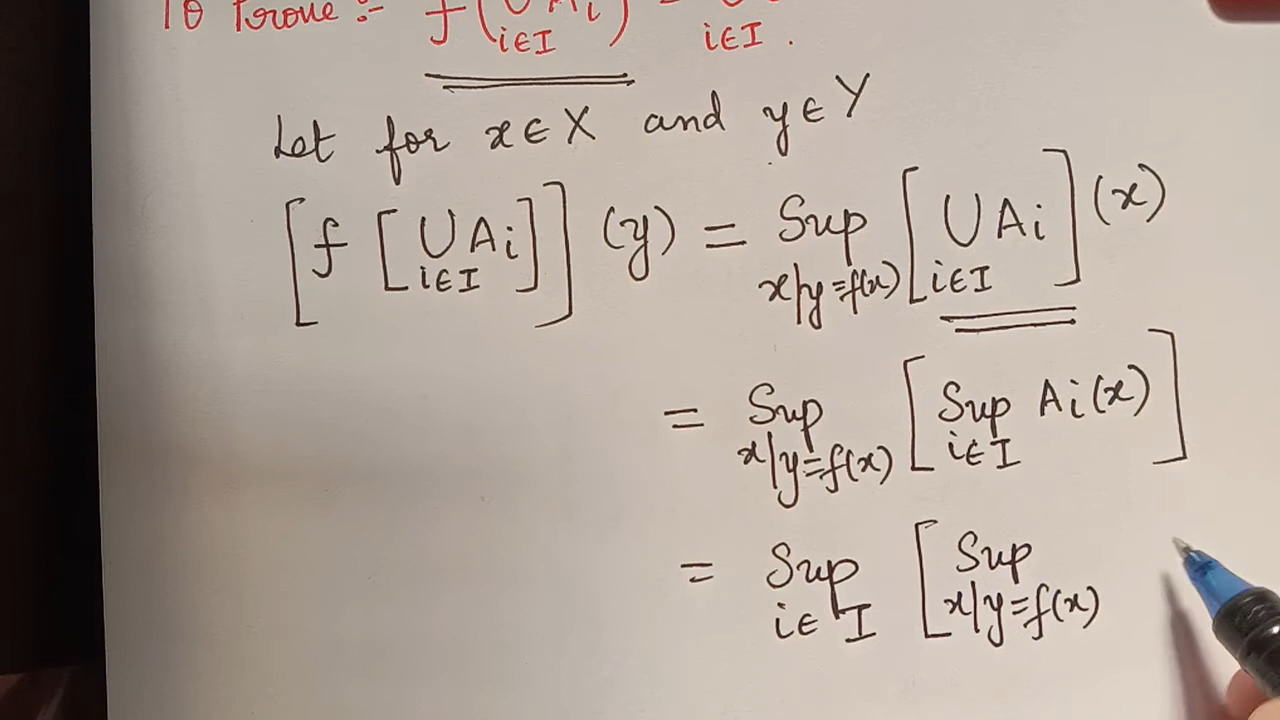 To Prove :- f(∪Ai) =
i∈I i∈I .
Let for x∈X and y∈Y
[f [∪Ai]] (y) = Sup [∪Ai] (x)
i∈I x|y=f(x) i∈I
= Sup [Sup Ai(x)]
x|y=f(x) i∈I
= Sup [Sup
i∈I x|y=f(x)